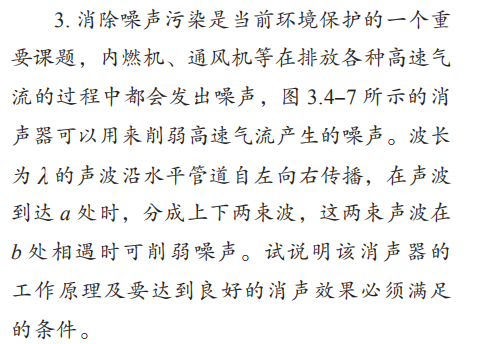 3. 消除噪声污染是当前环境保护的一个重
要课题，内燃机、通风机等在排放各种高速气
流的过程中都会发出噪声，图 3.4–7 所示的消
声器可以用来削弱高速气流产生的噪声。波长
为 λ 的声波沿水平管道自左向右传播，在声波
到达 a 处时，分成上下两束波，这两束声波在
b 处相遇时可削弱噪声。试说明该消声器的
工作原理及要达到良好的消声效果必须满足
的条件。